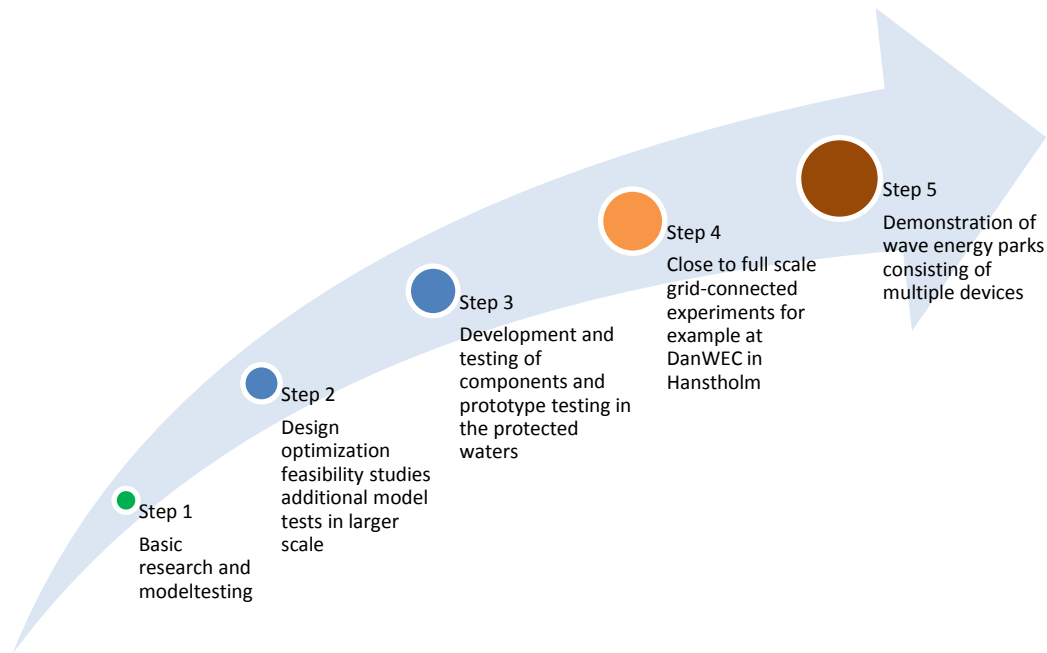 Step 1
Basic
research and
modeltesting
Step 2
Design
optimization
feasibility studies
additional model
tests in larger
scale
Step 3
Development and
testing of
components and
prototype testing in
the protected
waters
Step 4
Close to full scale
grid-connected
experiments for
example at
DanWEC in
Hanstholm
Step 5
Demonstration of
wave energy parks
consisting of
multiple devices